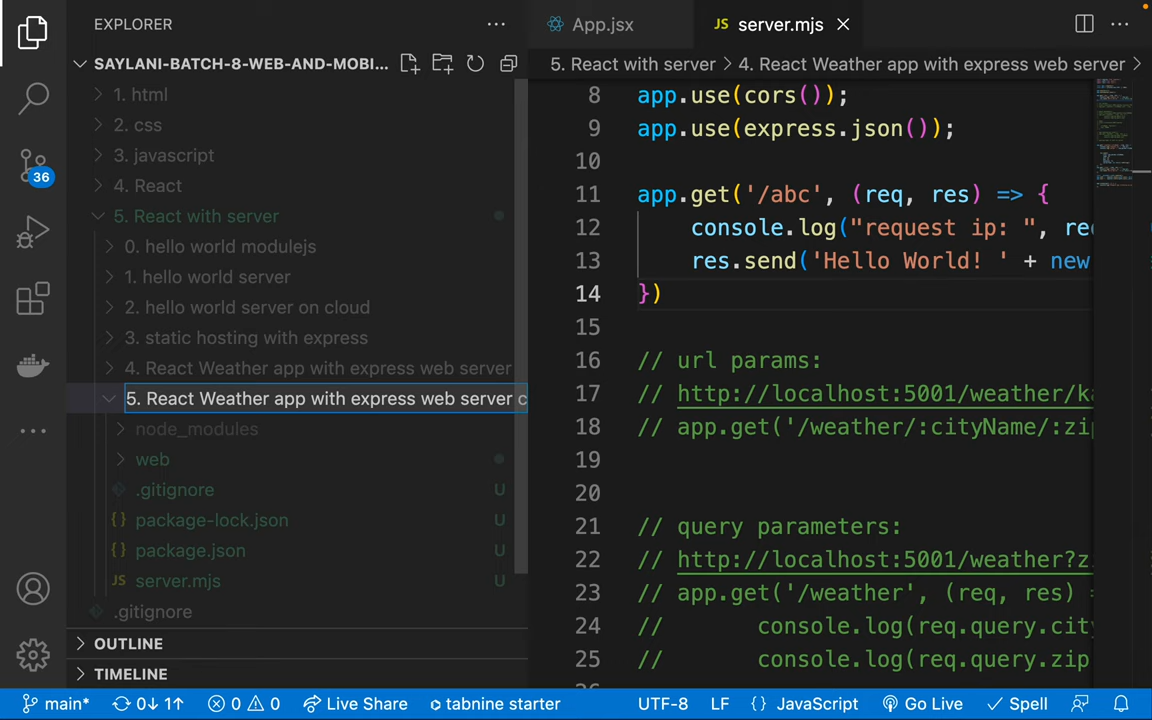 EXPLORER
App.jsx
JS server.mjs
SAYLANI-BATCH-8-WEB-AND-MOBI...
5. React with server > 4. React Weather app with express web server >
1. html
2. css
3. javascript
4. React
5. React with server
0. hello world modulejs
1. hello world server
2. hello world server on cloud
3. static hosting with express
4. React Weather app with express web server
5. React Weather app with express web server c
node_modules
web
.gitignore U
{} package-lock.json U
{} package.json U
JS server.mjs U
.gitignore
OUTLINE
TIMELINE
36
8 app.use(cors());
9 app.use(express.json());
10
11 app.get('/abc', (req, res) => {
12 console.log("request ip: ", re
13 res.send('Hello World! ' + new
14 })
15
16 // url params:
17 // http://localhost:5001/weather/ka
18 // app.get('/weather/:cityName/:zip
19
20
21 // query parameters:
22 // http://localhost:5001/weather?z
23 // app.get('/weather', (req, res) =
24 // console.log(req.query.city
25 // console.log(req.query.zip
main* 0↓ 1↑ 0 0 Live Share tabnine starter UTF-8 LF {} JavaScript Go Live Spell